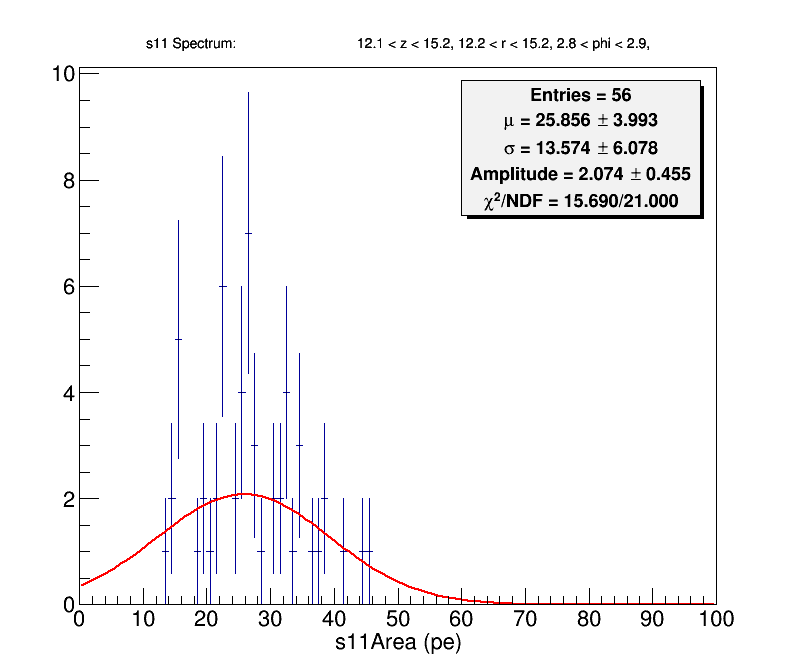 s11 Spectrum: 12.1 < z < 15.2, 12.2 < r < 15.2, 2.8 < phi < 2.9,
Entries = 56
μ = 25.856 ± 3.993
σ = 13.574 ± 6.078
Amplitude = 2.074 ± 0.455
χ²/NDF = 15.690/21.000
10
8
6
4
2
0
0 10 20 30 40 50 60 70 80 90 100
s11Area (pe)